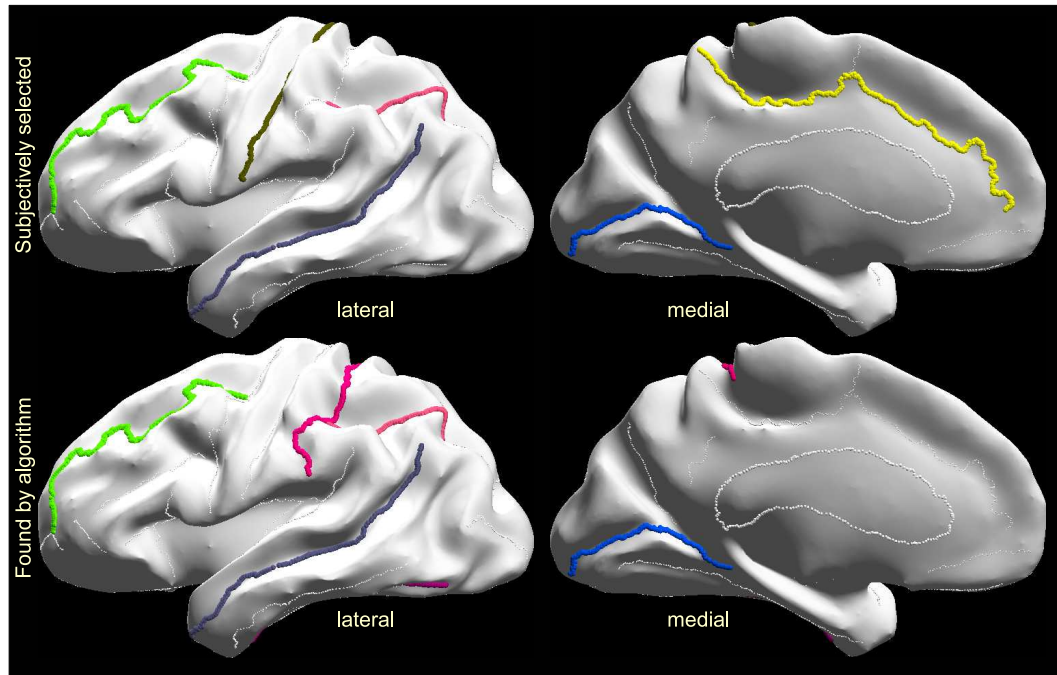 Subjectively selected
lateral
medial
Found by algorithm
lateral
medial